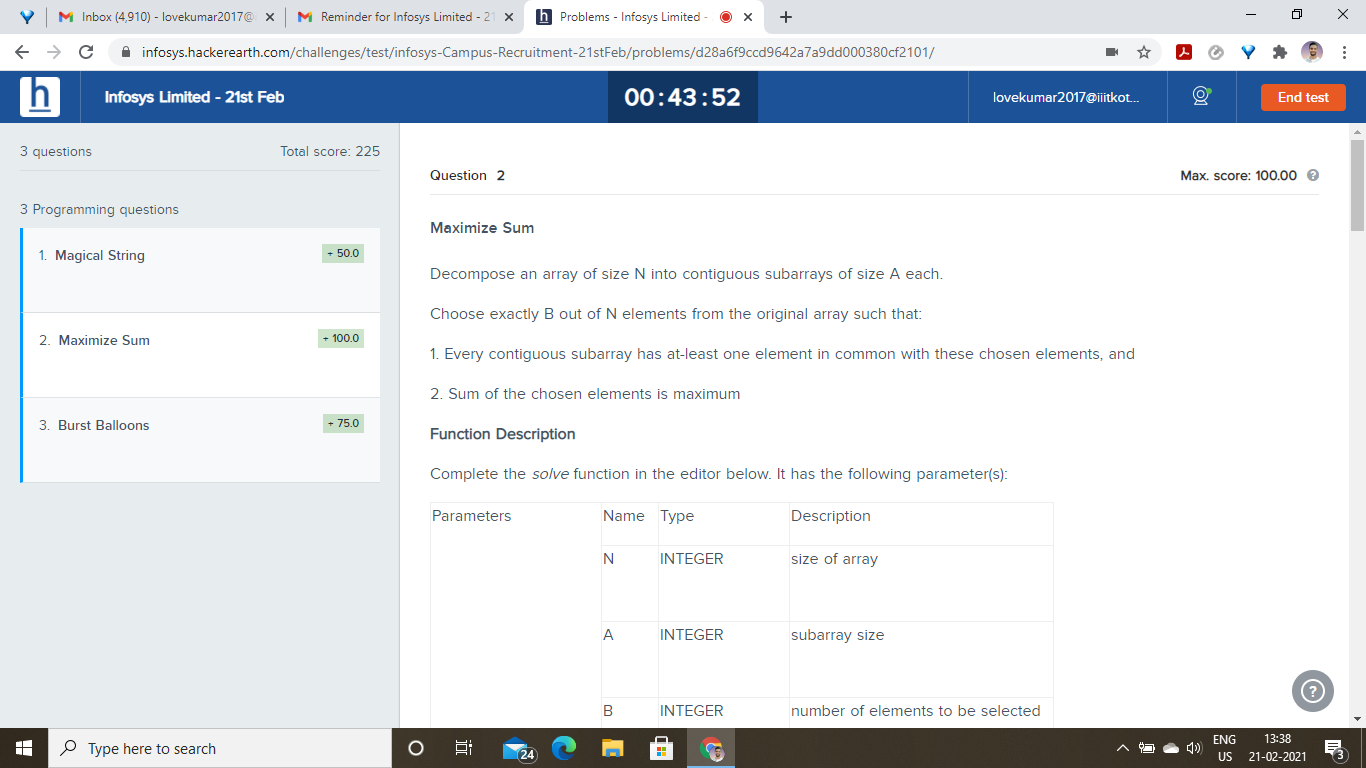 Inbox (4,910) - lovekumar2017@
Reminder for Infosys Limited - 21
Problems - Infosys Limited -
infosys.hackerearth.com/challenges/test/infosys-Campus-Recruitment-21stFeb/problems/d28a6f9ccd9642a7a9dd000380cf2101/
h
Infosys Limited - 21st Feb
00:43:52
lovekumar2017@iiitkot...
End test
3 questions
Total score: 225
3 Programming questions
1. Magical String
+ 50.0
2. Maximize Sum
+ 100.0
3. Burst Balloons
+ 75.0
Question 2
Max. score: 100.00 ?
Maximize Sum
Decompose an array of size N into contiguous subarrays of size A each.
Choose exactly B out of N elements from the original array such that:
1. Every contiguous subarray has at-least one element in common with these chosen elements, and
2. Sum of the chosen elements is maximum
Function Description
Complete the solve function in the editor below. It has the following parameter(s):
Parameters Name Type Description
N INTEGER size of array
A INTEGER subarray size
B INTEGER number of elements to be selected
?
Type here to search
24
ENG
US
13:38
21-02-2021
3